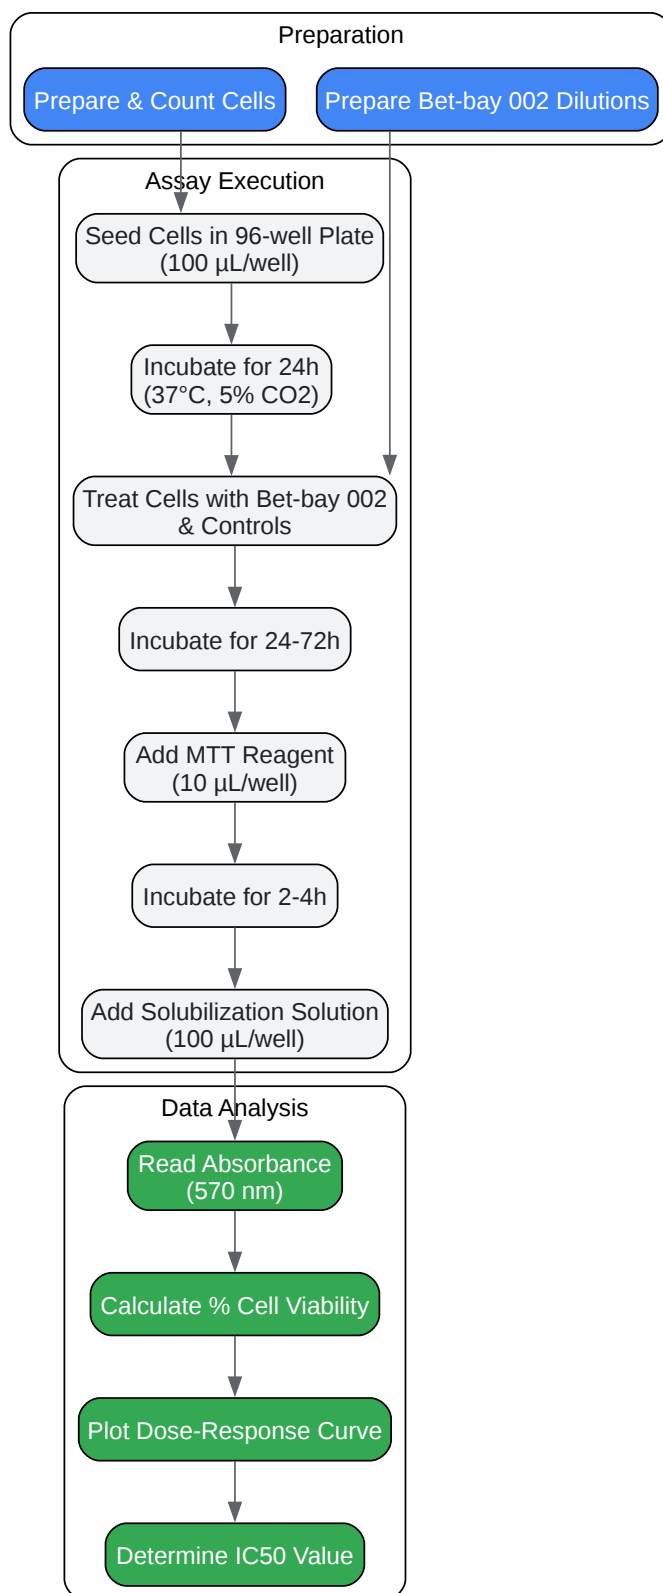 Preparation
Prepare & Count Cells
Prepare Bet-bay 002 Dilutions
Assay Execution
Seed Cells in 96-well Plate
(100 µL/well)
Incubate for 24h
(37°C, 5% CO2)
Treat Cells with Bet-bay 002
& Controls
Incubate for 24-72h
Add MTT Reagent
(10 µL/well)
Incubate for 2-4h
Add Solubilization Solution
(100 µL/well)
Data Analysis
Read Absorbance
(570 nm)
Calculate % Cell Viability
Plot Dose-Response Curve
Determine IC50 Value